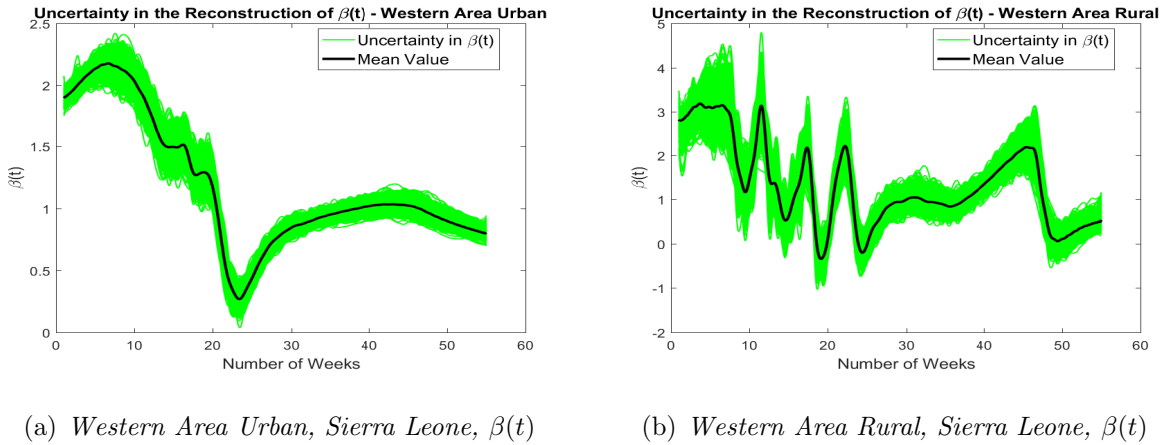 Uncertainty in the Reconstruction of β(t) - Western Area Urban
2.5
2
1.5
1
0.5
0
β(t)
Uncertainty in β(t)
Mean Value
0 10 20 30 40 50 60
Number of Weeks
(a) Western Area Urban, Sierra Leone, β(t)
Uncertainty in the Reconstruction of β(t) - Western Area Rural
5
4
3
2
1
0
-1
-2
β(t)
Uncertainty in β(t)
Mean Value
0 10 20 30 40 50 60
Number of Weeks
(b) Western Area Rural, Sierra Leone, β(t)